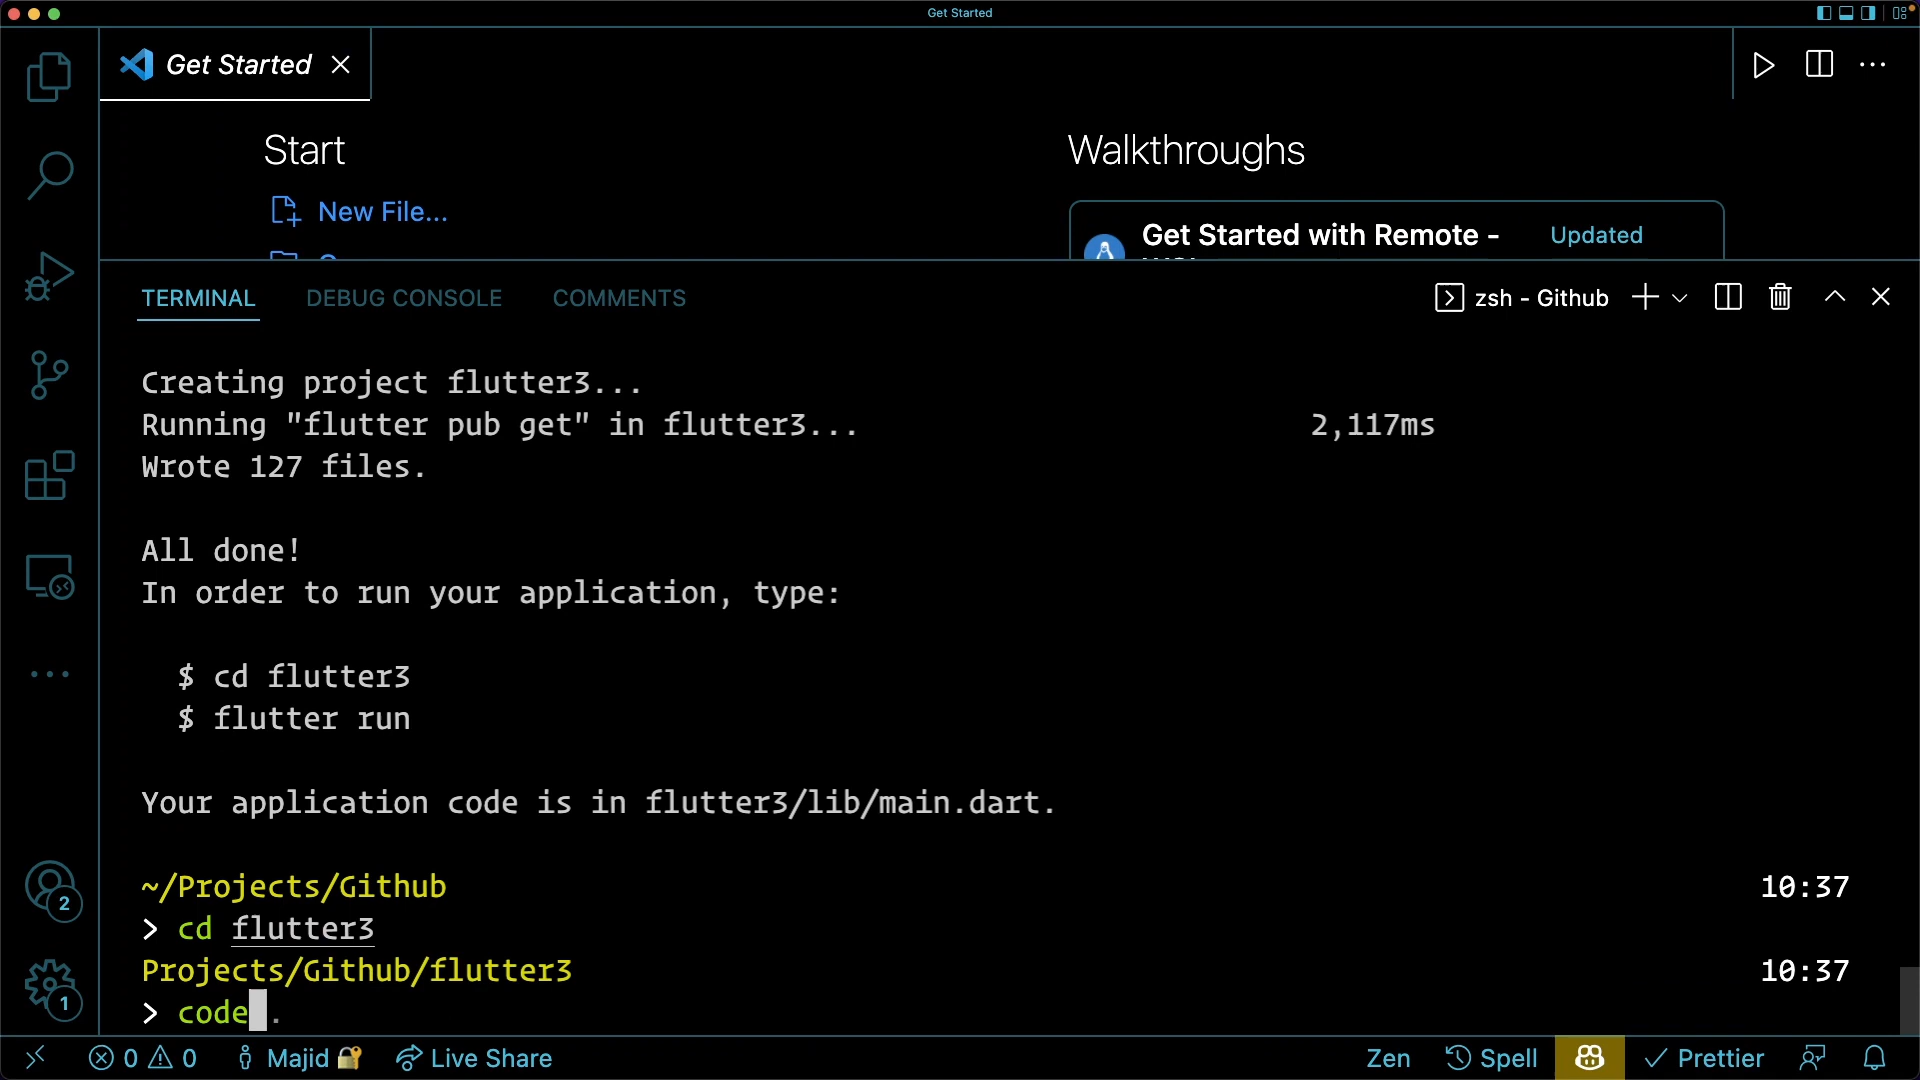 Get Started
Get Started
Start
Walkthroughs
New File...
Get Started with Remote -
Updated
TERMINAL
DEBUG CONSOLE
COMMENTS
zsh - Github
Creating project flutter3...
Running "flutter pub get" in flutter3... 2,117ms
Wrote 127 files.
All done!
In order to run your application, type:
$ cd flutter3
$ flutter run
Your application code is in flutter3/lib/main.dart.
~/Projects/Github 10:37
> cd flutter3
Projects/Github/flutter3 10:37
> code .
2
1
0 0 Majid Live Share Zen Spell Prettier